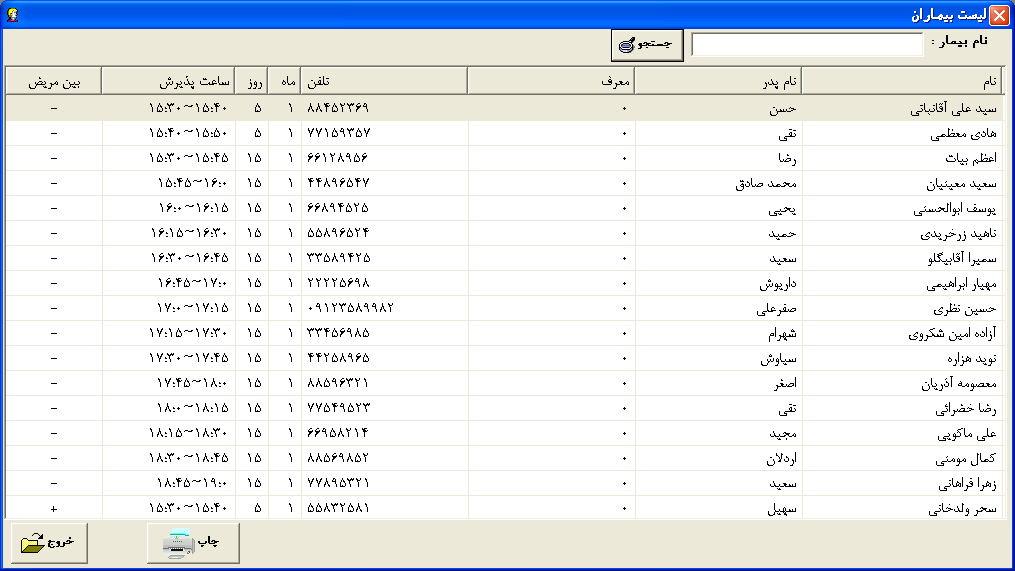 لیست بیماران
نام بیمار :
جستجو
نام نام پدر معرف تلفن ماه روز ساعت پذیرش بین مریض
سید علی آقانباتی حسن ۰ ۸۸۴۵۲۳۶۹ ۱ ۵ ۱۵:۳۰~۱۵:۴۰ -
هادی معظمی تقی ۰ ۷۷۱۵۹۳۵۷ ۱ ۵ ۱۵:۴۰~۱۵:۵۰ -
اعظم بیات رضا ۰ ۶۶۱۲۸۹۵۶ ۱ ۱۵ ۱۵:۳۰~۱۵:۴۵ -
سعید معینیان محمد صادق ۰ ۴۴۸۹۶۵۴۷ ۱ ۱۵ ۱۵:۴۵~۱۶:۰ -
یوسف ابوالحسنی یحیی ۰ ۶۶۸۹۴۵۲۵ ۱ ۱۵ ۱۶:۰~۱۶:۱۵ -
ناهید زرخریدی حمید ۰ ۵۵۸۹۶۵۲۴ ۱ ۱۵ ۱۶:۱۵~۱۶:۳۰ -
سمیرا آقابیگلو سعید ۰ ۳۳۵۸۹۴۲۵ ۱ ۱۵ ۱۶:۳۰~۱۶:۴۵ -
مهیار ابراهیمی داریوش ۰ ۲۲۲۲۵۶۹۸ ۱ ۱۵ ۱۶:۴۵~۱۷:۰ -
حسین نظری صفرعلی ۰ ۰۹۱۲۳۵۸۹۹۸۲ ۱ ۱۵ ۱۷:۰~۱۷:۱۵ -
آزاده امین شکروی شهرام ۰ ۳۳۴۵۶۹۸۵ ۱ ۱۵ ۱۷:۱۵~۱۷:۳۰ -
نوید هزاره سیاوش ۰ ۴۴۲۵۸۹۶۵ ۱ ۱۵ ۱۷:۳۰~۱۷:۴۵ -
معصومه آذریان اصغر ۰ ۸۸۵۹۶۳۲۱ ۱ ۱۵ ۱۷:۴۵~۱۸:۰ -
رضا خضرائی تقی ۰ ۷۷۵۴۹۵۲۳ ۱ ۱۵ ۱۸:۰~۱۸:۱۵ -
علی ماکویی مجید ۰ ۶۶۹۵۸۲۱۴ ۱ ۱۵ ۱۸:۱۵~۱۸:۳۰ -
کمال مومنی اردلان ۰ ۸۸۵۶۹۸۵۲ ۱ ۱۵ ۱۸:۳۰~۱۸:۴۵ -
زهرا فراهانی سعید ۰ ۷۷۸۹۵۳۲۱ ۱ ۱۵ ۱۸:۴۵~۱۹:۰ -
سحر ولدخانی سهیل ۰ ۵۵۸۳۲۵۸۱ ۱ ۵ ۱۵:۳۰~۱۵:۴۰ +
چاپ
خروج